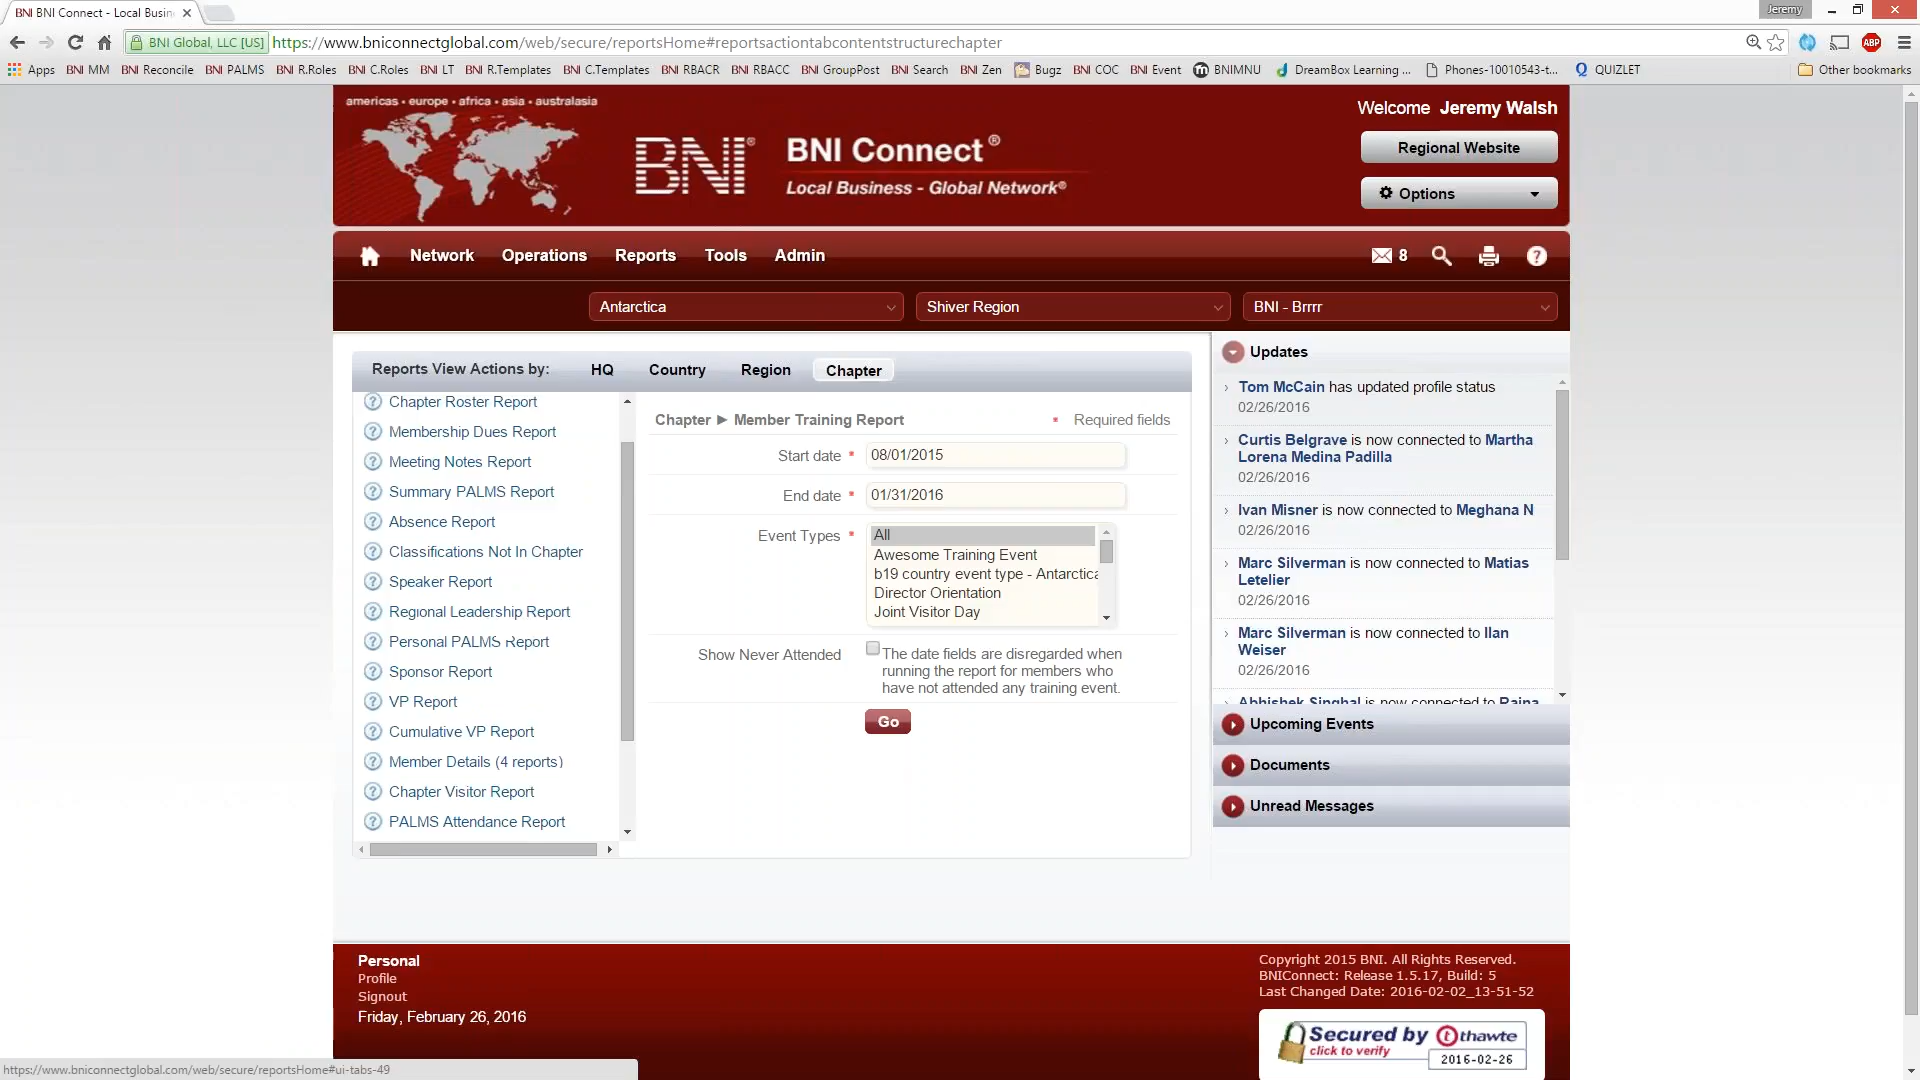 BNI BNI Connect - Local Busin
Jeremy
BNI Global, LLC [US]
https://www.bniconnectglobal.com/web/secure/reportsHome#reportsactiontabcontentstructurechapter
Apps
BNI MM
BNI Reconcile
BNI PALMS
BNI R.Roles
BNI C.Roles
BNI LT
BNI R.Templates
BNI C.Templates
BNI RBACR
BNI RBACC
BNI GroupPost
BNI Search
BNI Zen
Bugz
BNI COC
BNI Event
BNIMNU
DreamBox Learning ...
Phones-10010543-t...
QUIZLET
Other bookmarks
americas • europe • africa • asia • australasia
BNI®
BNI Connect®
Local Business - Global Network®
Welcome Jeremy Walsh
Regional Website
Options
Network
Operations
Reports
Tools
Admin
8
Antarctica
Shiver Region
BNI - Brrrr
Reports View Actions by:
HQ
Country
Region
Chapter
Chapter Roster Report
Membership Dues Report
Meeting Notes Report
Summary PALMS Report
Absence Report
Classifications Not In Chapter
Speaker Report
Regional Leadership Report
Personal PALMS Report
Sponsor Report
VP Report
Cumulative VP Report
Member Details (4 reports)
Chapter Visitor Report
PALMS Attendance Report
Chapter ► Member Training Report
* Required fields
Start date * 08/01/2015
End date * 01/31/2016
Event Types *
All
Awesome Training Event
b19 country event type - Antarctica
Director Orientation
Joint Visitor Day
Show Never Attended
The date fields are disregarded when
running the report for members who
have not attended any training event.
Go
Updates
Tom McCain has updated profile status
02/26/2016
Curtis Belgrave is now connected to Martha
Lorena Medina Padilla
02/26/2016
Ivan Misner is now connected to Meghana N
02/26/2016
Marc Silverman is now connected to Matias
Letelier
02/26/2016
Marc Silverman is now connected to Ilan
Weiser
02/26/2016
Abhishek Singhal is now connected to Raina
Upcoming Events
Documents
Unread Messages
Personal
Profile
Signout
Friday, February 26, 2016
Copyright 2015 BNI. All Rights Reserved.
BNIConnect: Release 1.5.17, Build: 5
Last Changed Date: 2016-02-02_13-51-52
Secured by thawte
click to verify
2016-02-26
https://www.bniconnectglobal.com/web/secure/reportsHome#ui-tabs-49
ABP